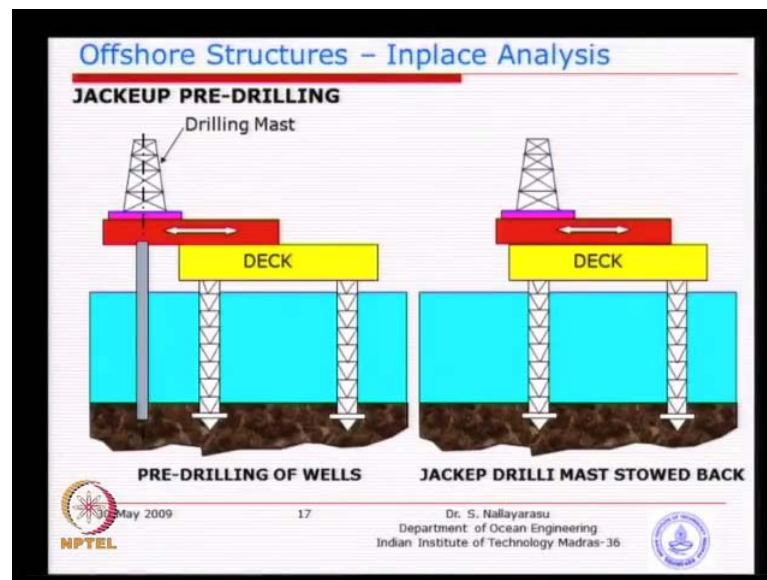 Offshore Structures – Inplace Analysis
JACKEUP PRE-DRILLING
Drilling Mast
DECK
DECK
PRE-DRILLING OF WELLS
JACKEP DRILLI MAST STOWED BACK
30 May 2009
17
Dr. S. Nallayarasu
Department of Ocean Engineering
Indian Institute of Technology Madras-36
NPTEL